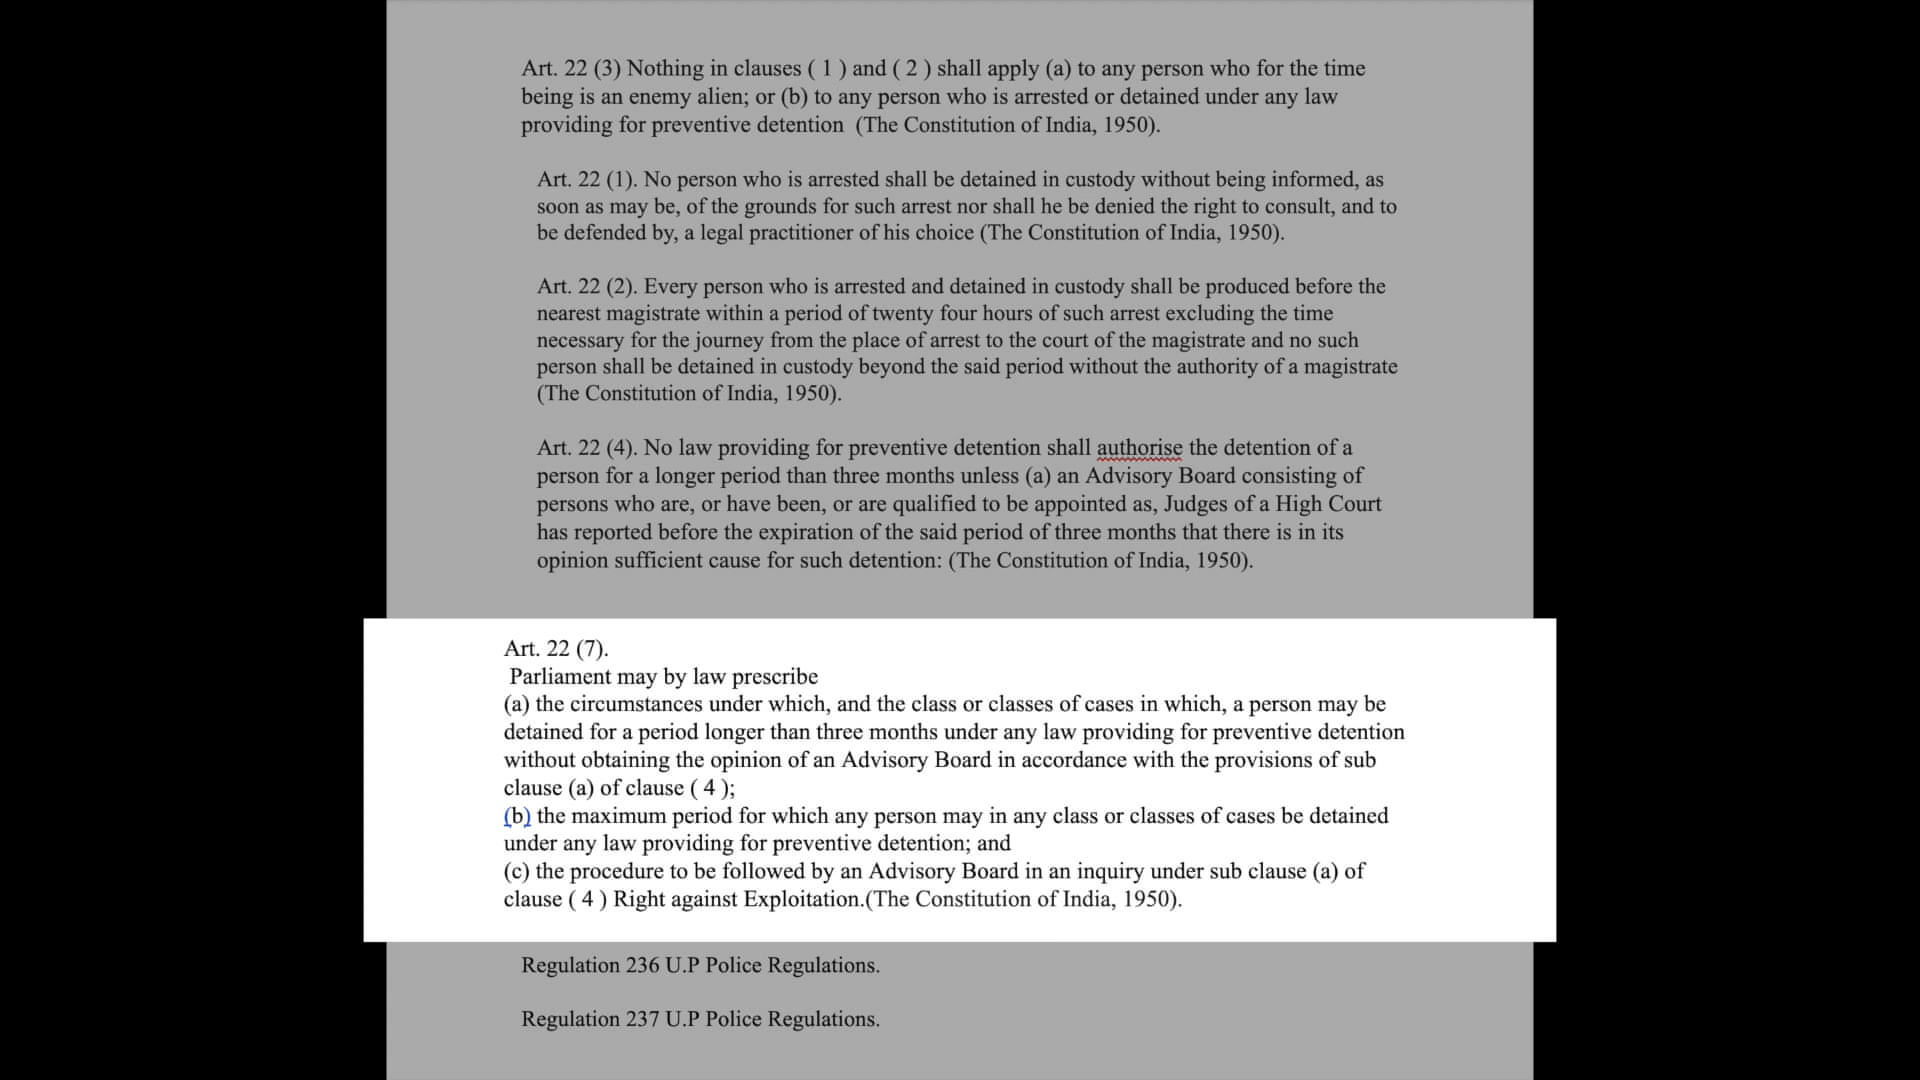 Art. 22 (3) Nothing in clauses ( 1 ) and ( 2 ) shall apply (a) to any person who for the time
being is an enemy alien; or (b) to any person who is arrested or detained under any law
providing for preventive detention  (The Constitution of India, 1950).
Art. 22 (1). No person who is arrested shall be detained in custody without being informed, as
soon as may be, of the grounds for such arrest nor shall he be denied the right to consult, and to
be defended by, a legal practitioner of his choice (The Constitution of India, 1950).
Art. 22 (2). Every person who is arrested and detained in custody shall be produced before the
nearest magistrate within a period of twenty four hours of such arrest excluding the time
necessary for the journey from the place of arrest to the court of the magistrate and no such
person shall be detained in custody beyond the said period without the authority of a magistrate
(The Constitution of India, 1950).
Art. 22 (4). No law providing for preventive detention shall authorise the detention of a
person for a longer period than three months unless (a) an Advisory Board consisting of
persons who are, or have been, or are qualified to be appointed as, Judges of a High Court
has reported before the expiration of the said period of three months that there is in its
opinion sufficient cause for such detention: (The Constitution of India, 1950).
Art. 22 (7).
Parliament may by law prescribe
(a) the circumstances under which, and the class or classes of cases in which, a person may be
detained for a period longer than three months under any law providing for preventive detention
without obtaining the opinion of an Advisory Board in accordance with the provisions of sub
clause (a) of clause ( 4 );
(b) the maximum period for which any person may in any class or classes of cases be detained
under any law providing for preventive detention; and
(c) the procedure to be followed by an Advisory Board in an inquiry under sub clause (a) of
clause ( 4 ) Right against Exploitation.(The Constitution of India, 1950).
Regulation 236 U.P Police Regulations.
Regulation 237 U.P Police Regulations.